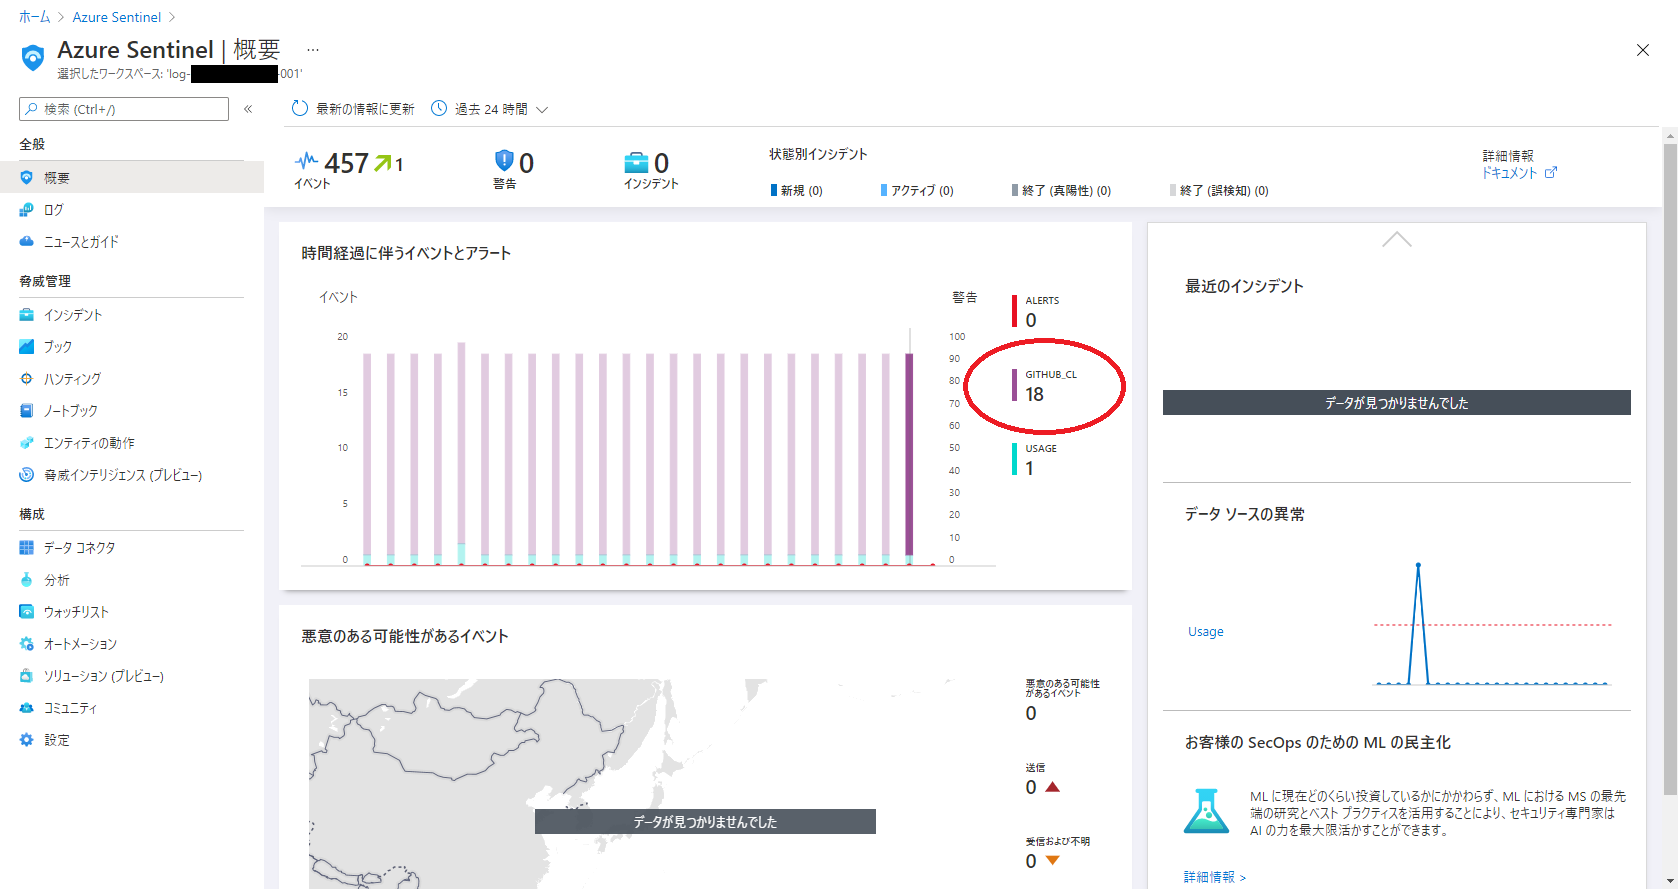 ホーム > Azure Sentinel >
Azure Sentinel | 概要 …
選択したワークスペース: 'log- -001'
検索 (Ctrl+/) «
最新の情報に更新 過去 24 時間
全般
概要
ログ
ニュースとガイド
脅威管理
インシデント
ブック
ハンティング
ノートブック
エンティティの動作
脅威インテリジェンス (プレビュー)
構成
データ コネクタ
分析
ウォッチリスト
オートメーション
ソリューション (プレビュー)
コミュニティ
設定
457 1
イベント
0
警告
0
インシデント
状態別インシデント
新規 (0) アクティブ (0) 終了 (真陽性) (0) 終了 (誤検知) (0)
詳細情報
ドキュメント
時間経過に伴うイベントとアラート
イベント
警告
20
15
10
5
0
100
90
80
70
60
50
40
30
20
10
0
ALERTS
0
GITHUB_CL
18
USAGE
1
悪意のある可能性があるイベント
データが見つかりませんでした
悪意のある可能性
があるイベント
0
送信
0
受信および不明
0
最近のインシデント
データが見つかりませんでした
データ ソースの異常
Usage
お客様の SecOps のための ML の民主化
ML に現在どのくらい投資しているかにかかわらず、ML における MS の最先
端の研究とベスト プラクティスを活用することにより、セキュリティ専門家は
AI の力を最大限活かすことができます。
詳細情報 >